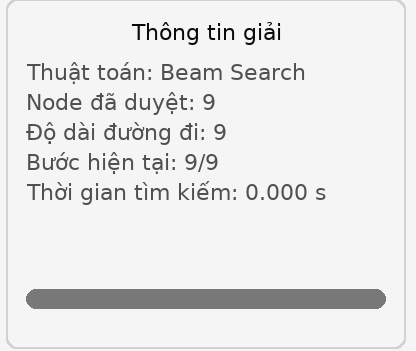 Thông tin giải
Thuật toán: Beam Search
Node đã duyệt: 9
Độ dài đường đi: 9
Bước hiện tại: 9/9
Thời gian tìm kiếm: 0.000 s